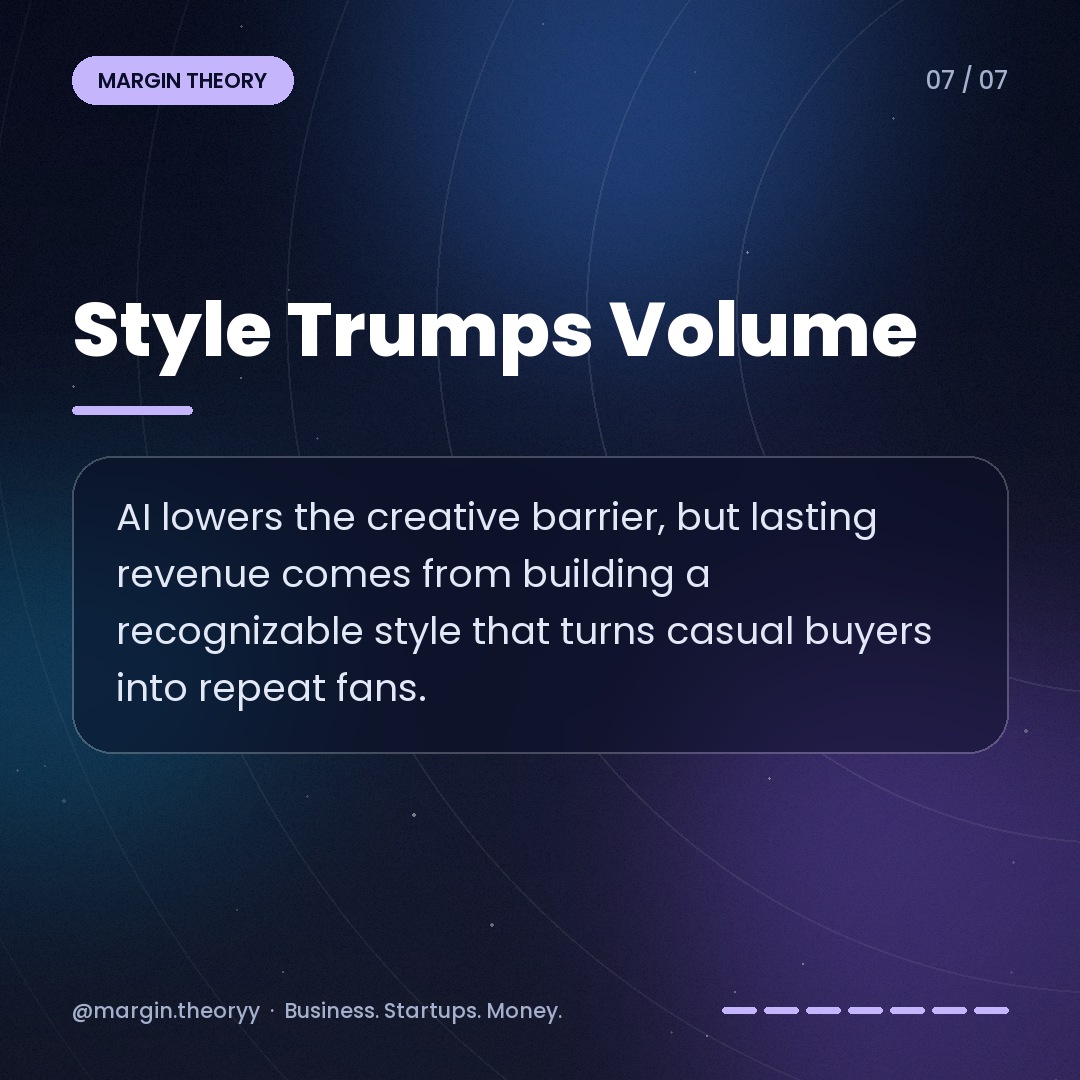 MARGIN THEORY
07 / 07
Style Trumps Volume
AI lowers the creative barrier, but lasting
revenue comes from building a
recognizable style that turns casual buyers
into repeat fans.
@margin.theoryy · Business. Startups. Money.